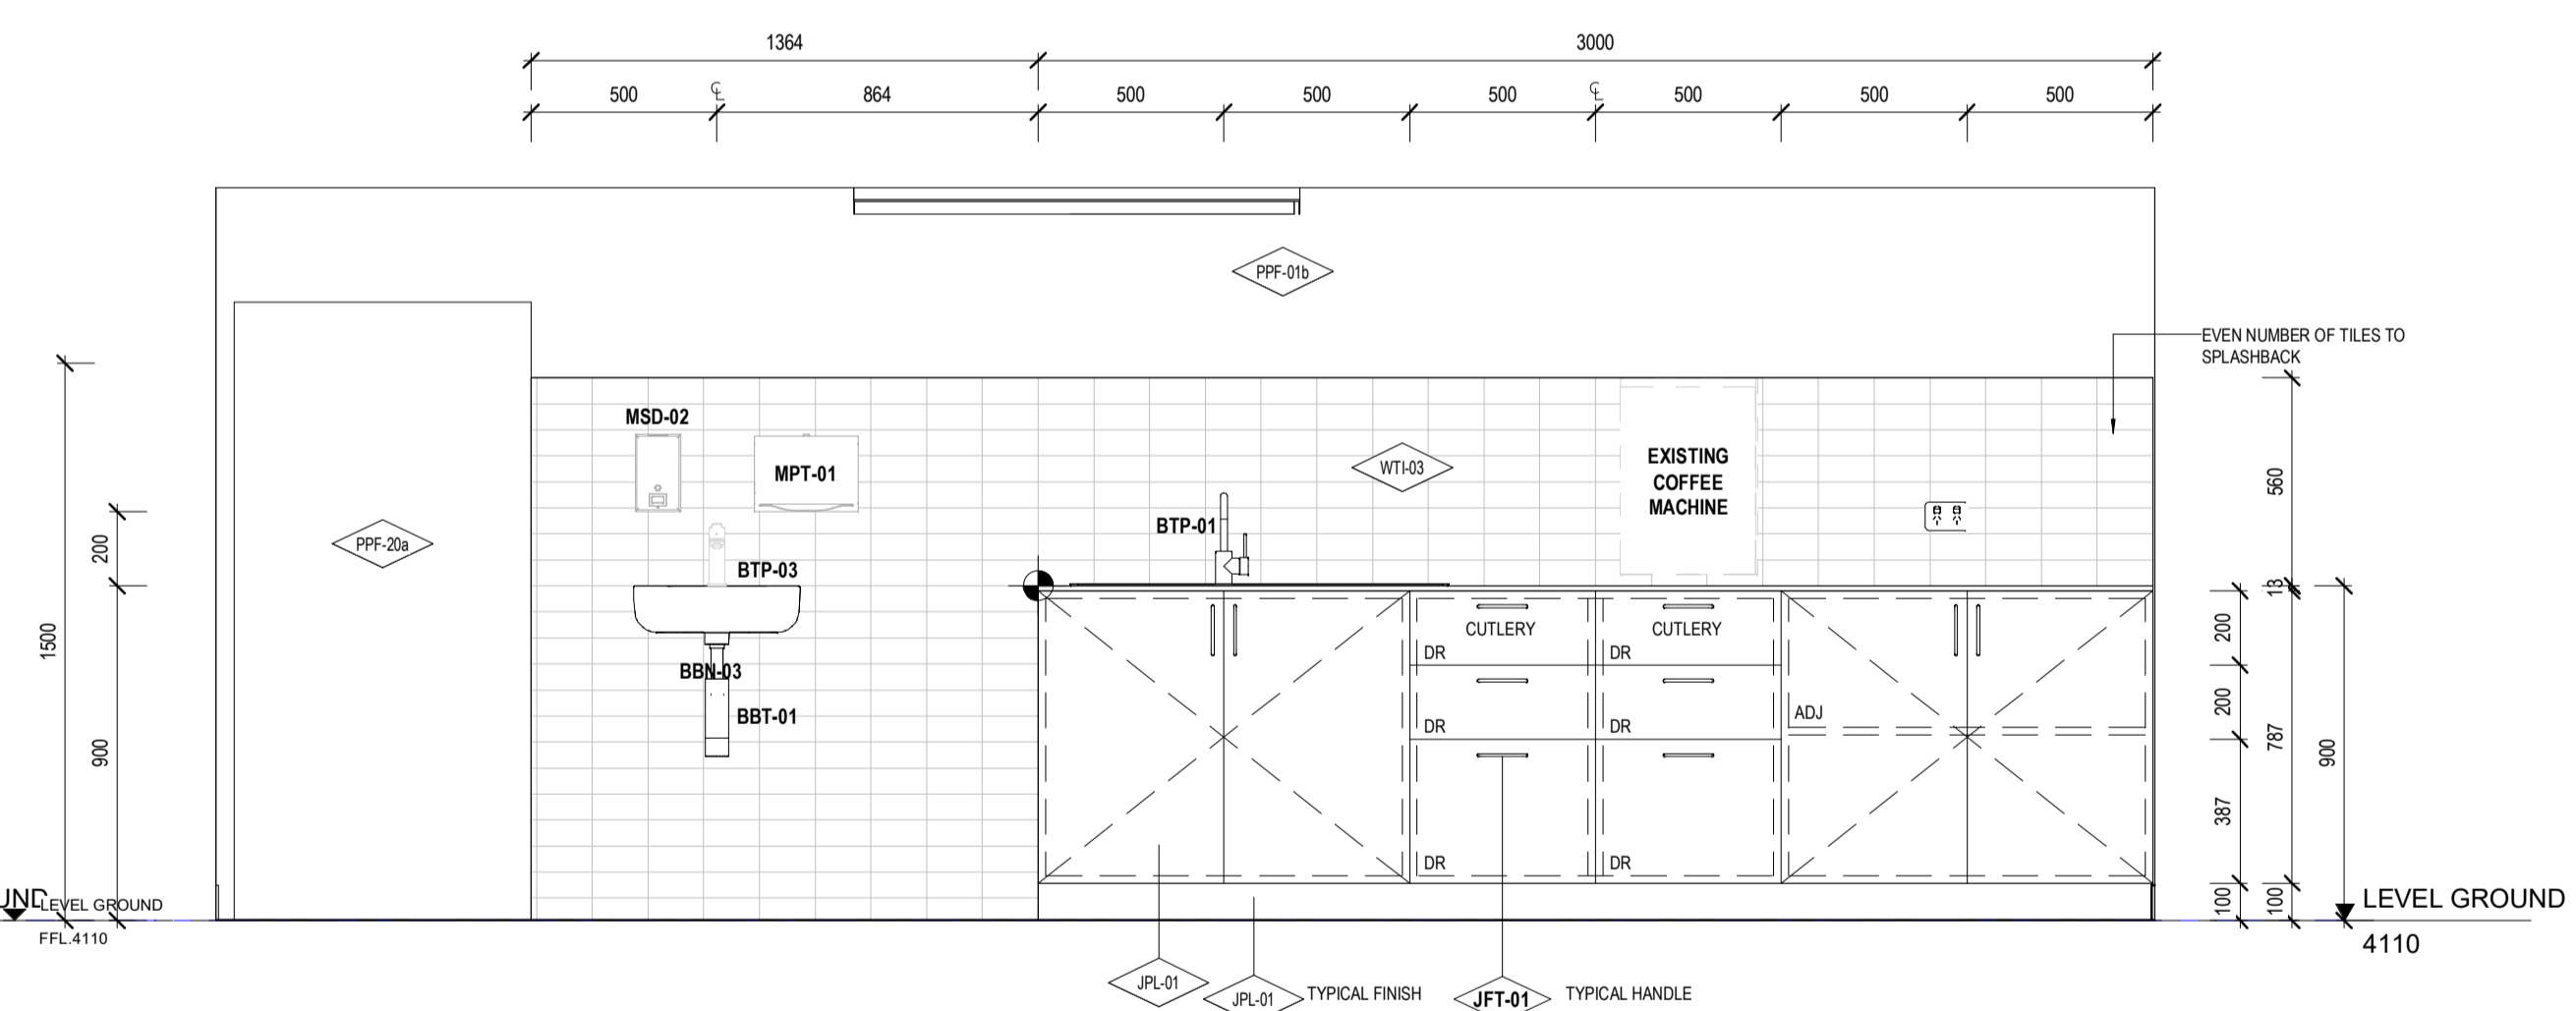 1364
3000
500
℄
864
500
500
500
℄
500
500
500
PPF-01b
EVEN NUMBER OF TILES TO
SPLASHBACK
MSD-02
MPT-01
WTI-03
EXISTING
COFFEE
MACHINE
560
BTP-01
200
PPF-20a
BTP-03
13
1500
CUTLERY
CUTLERY
200
DR
DR
BBN-03
BBT-01
ADJ
200
DR
DR
900
787
900
387
DR
DR
UND
LEVEL GROUND
100
100
LEVEL GROUND
FFL.4110
4110
JPL-01
JPL-01
TYPICAL FINISH
JFT-01
TYPICAL HANDLE